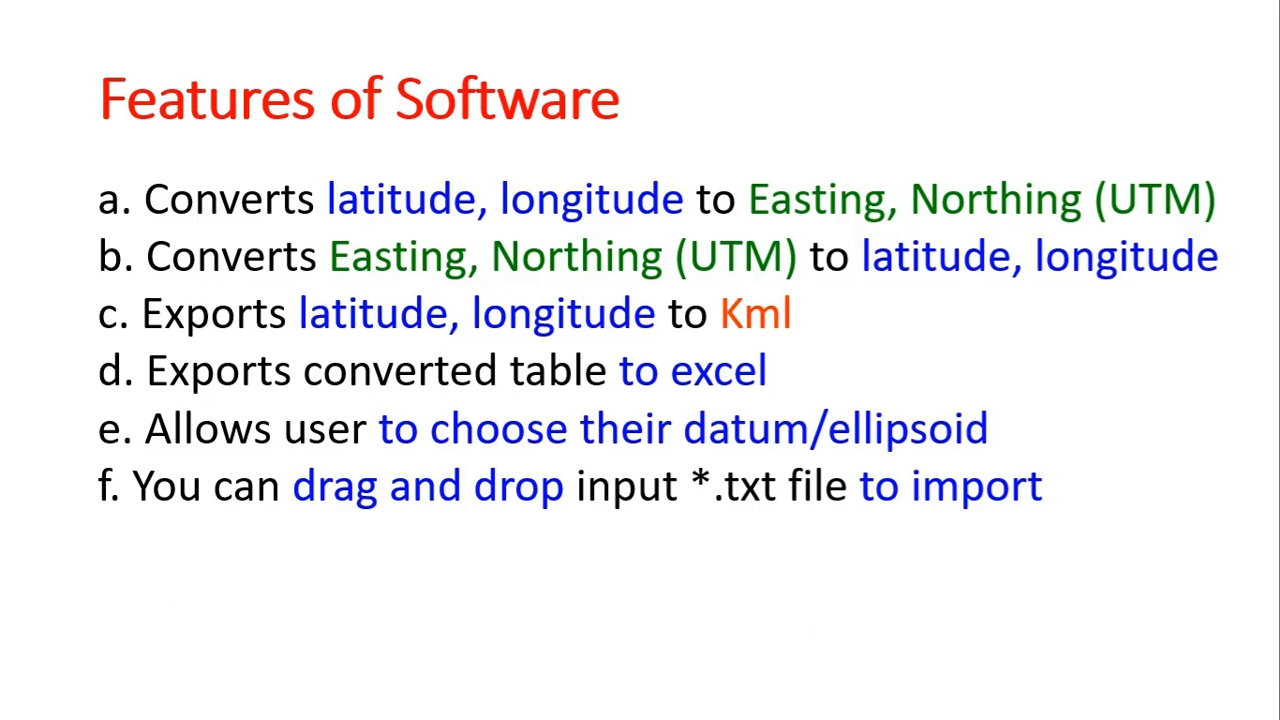 Features of Software
a. Converts latitude, longitude to Easting, Northing (UTM)
b. Converts Easting, Northing (UTM) to latitude, longitude
c. Exports latitude, longitude to Kml
d. Exports converted table to excel
e. Allows user to choose their datum/ellipsoid
f. You can drag and drop input *.txt file to import